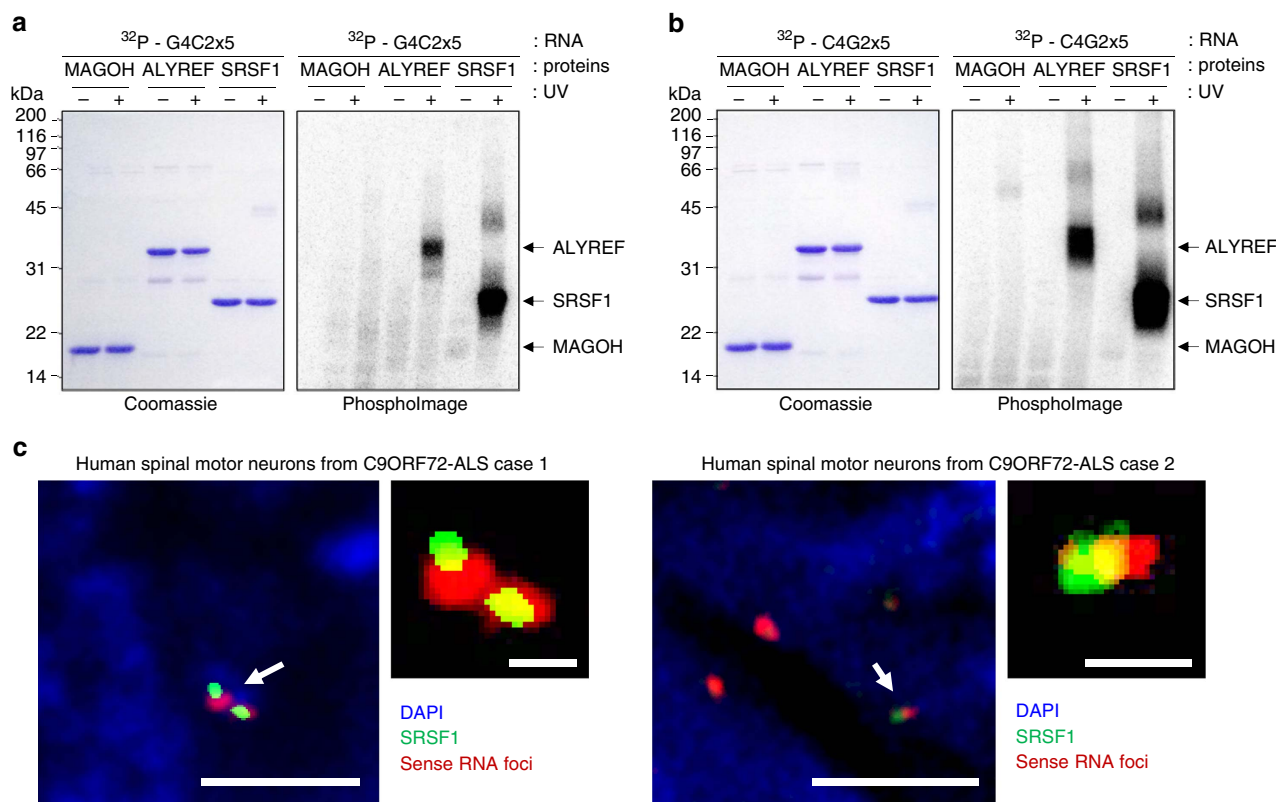 a
32P - G4C2x5
32P - G4C2x5
: RNA
MAGOH ALYREF SRSF1
MAGOH ALYREF SRSF1
: proteins
kDa
– + – + – +
– + – + – +
: UV
200
116
97
66
45
31
22
14
ALYREF
SRSF1
MAGOH
Coomassie
PhosphoImage
b
32P - C4G2x5
32P - C4G2x5
: RNA
MAGOH ALYREF SRSF1
MAGOH ALYREF SRSF1
: proteins
kDa
– + – + – +
– + – + – +
: UV
200
116
97
66
45
31
22
14
ALYREF
SRSF1
MAGOH
Coomassie
PhosphoImage
c
Human spinal motor neurons from C9ORF72-ALS case 1
DAPI
SRSF1
Sense RNA foci
Human spinal motor neurons from C9ORF72-ALS case 2
DAPI
SRSF1
Sense RNA foci